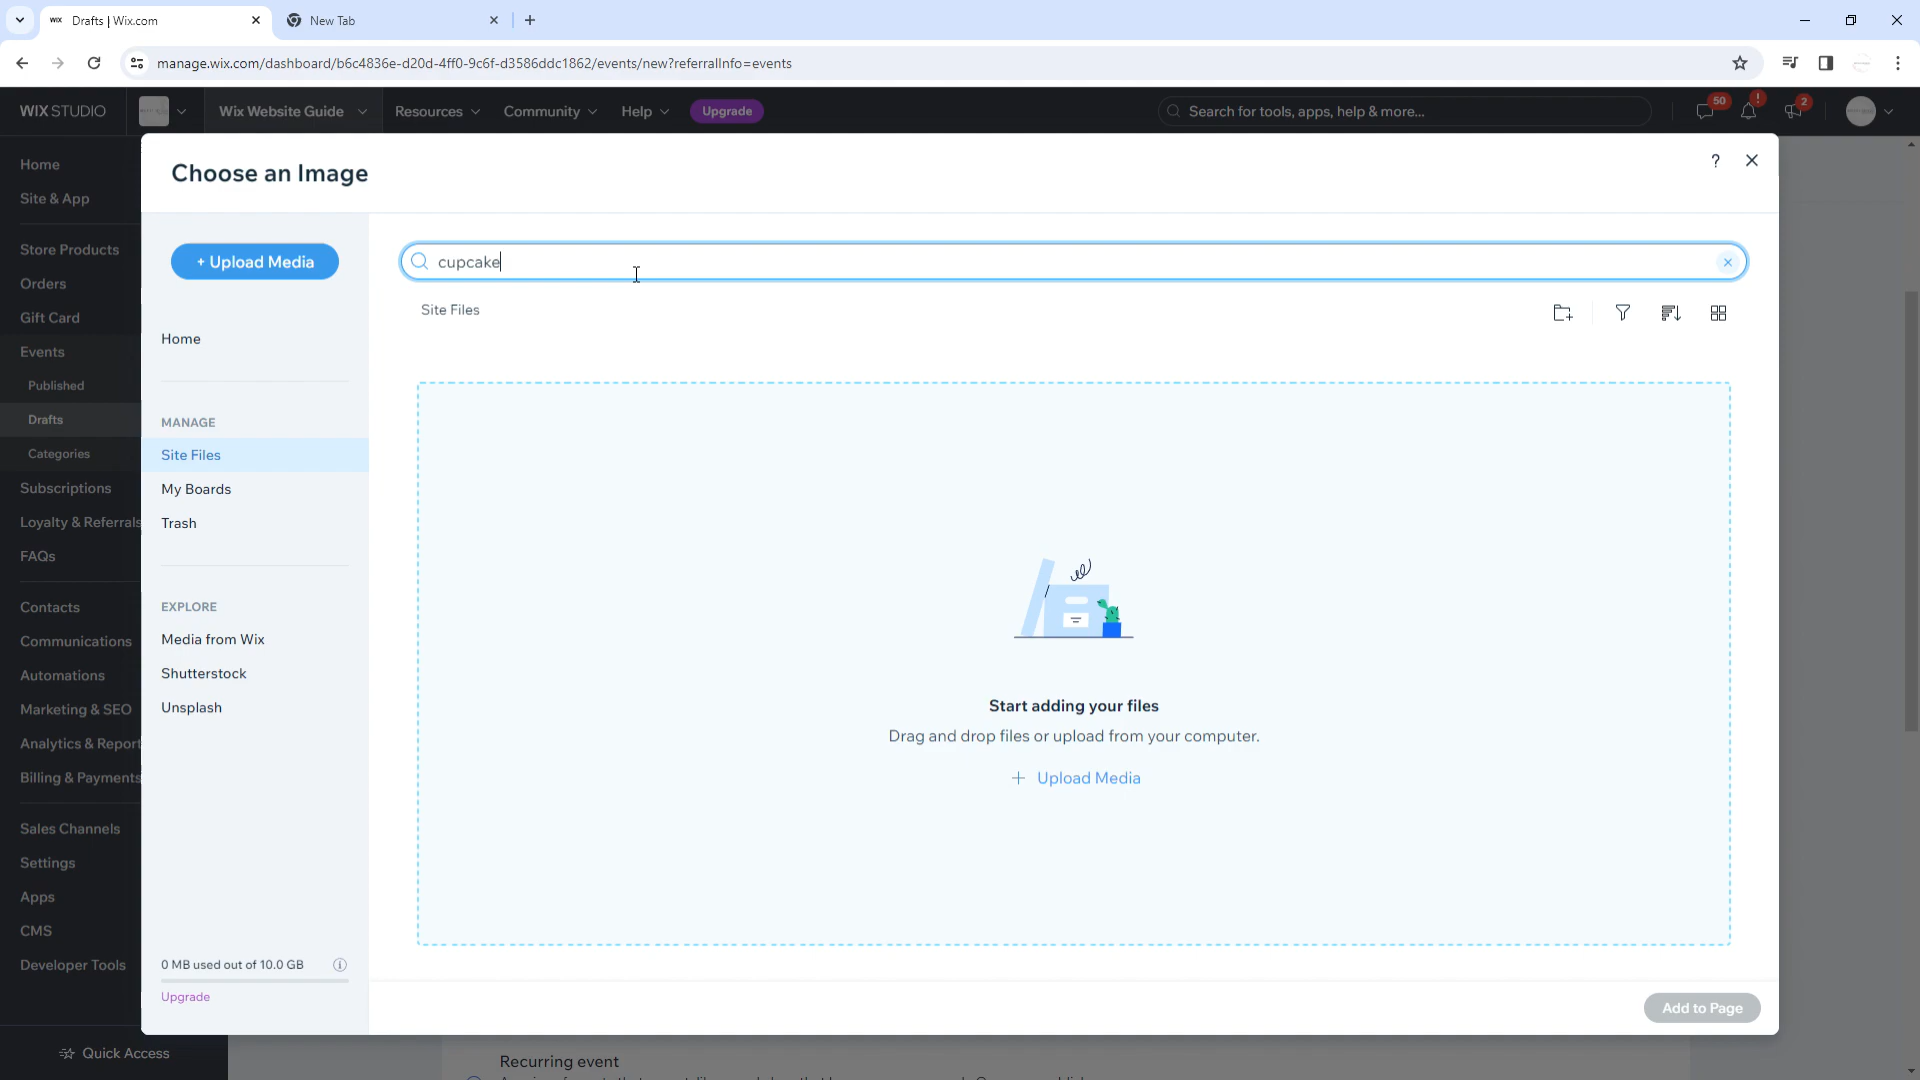 Drafts | Wix.com
New Tab
manage.wix.com/dashboard/b6c4836e-d20d-4ff0-9c6f-d3586ddc1862/events/new?referralInfo=events
WIX STUDIO
Wix Website Guide
Resources
Community
Help
Upgrade
Search for tools, apps, help & more...
50
!
2
Home
Site & App
Store Products
Orders
Gift Card
Events
Published
Drafts
Categories
Subscriptions
Loyalty & Referrals
FAQs
Contacts
Communications
Automations
Marketing & SEO
Analytics & Report
Billing & Payments
Sales Channels
Settings
Apps
CMS
Developer Tools
Quick Access
Choose an Image
?
+ Upload Media
Home
MANAGE
Site Files
My Boards
Trash
EXPLORE
Media from Wix
Shutterstock
Unsplash
0 MB used out of 10.0 GB
Upgrade
cupcake
Site Files
Start adding your files
Drag and drop files or upload from your computer.
+ Upload Media
Add to Page
Recurring event